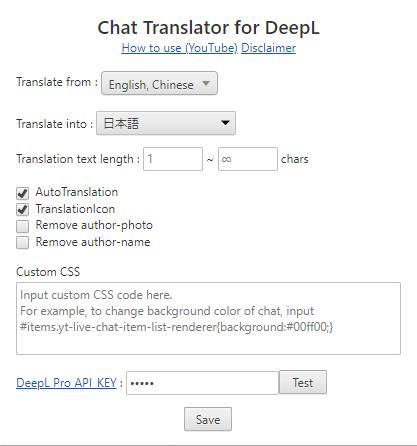 Chat Translator for DeepL
How to use (YouTube) Disclaimer
Translate from : English, Chinese
Translate into : 日本語
Translation text length : 1 ~ ∞ chars
AutoTranslation
TranslationIcon
Remove author-photo
Remove author-name
Custom CSS
Input custom CSS code here.
For example, to change background color of chat, input
#items.yt-live-chat-item-list-renderer{background:#00ff00;}
DeepL Pro API KEY : ••••• Test
Save